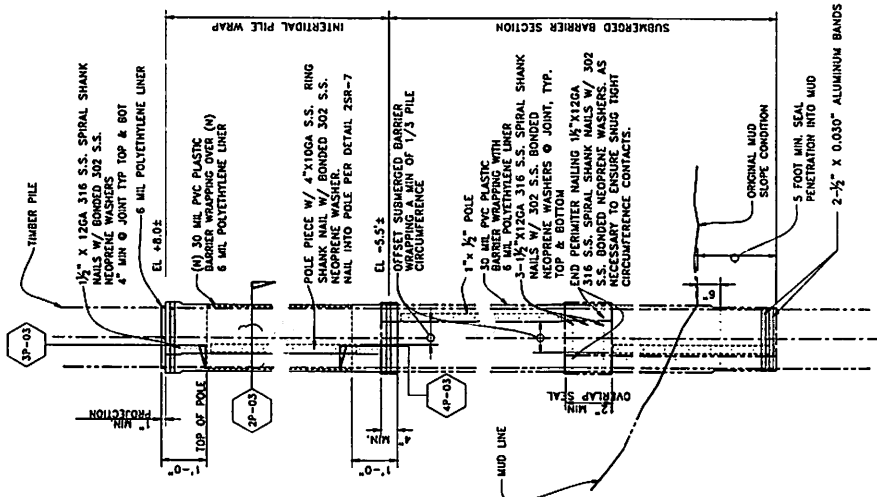 TIMBER PILE
1½" X 12GA 316 S.S. SPIRAL SHANK
NAILS W/ BONDED 302 S.S.
NEOPRENE WASHERS
4" MIN @ JOINT TYP TOP & BOT
6 MIL POLYETHYLENE LINER
(N) 30 MIL PVC PLASTIC
BARRIER WRAPPING OVER (N)
6 MIL POLYETHYLENE LINER
POLE PIECE W/ 4"X10GA S.S. RING
SHANK NAIL W/ BONDED 302 S.S.
NEOPRENE WASHER.
NAIL INTO POLE PER DETAIL 2SR-7
EL +8.0±
EL -5.5'±
INTERTIDAL PILE WRAP
SUBMERGED BARRIER SECTION
OFFSET SUBMERGED BARRIER
WRAPPING A MIN OF 1/3 PILE
CIRCUMFERENCE
1"x ½" POLE
30 MIL PVC PLASTIC
BARRIER WRAPPING WITH
6 MIL POLYETHYLENE LINER
3-1½"X12GA 316 S.S. SPIRAL SHANK
NAILS W/ 302 S.S. BONDED
NEOPRENE WASHERS @ JOINT, TYP.
TOP & BOTTOM
END PERIMITER NAILING 1½"X12GA
316 S.S. SPIRAL SHANK NAILS W/ 302
S.S. BONDED NEOPRENE WASHERS. AS
NECESSARY TO ENSURE SNUG TIGHT
CIRCUMFERENCE CONTACTS.
ORIGINAL MUD
SLOPE CONDITION
5 FOOT MIN. SEAL
PENETRATION INTO MUD
2-½" X 0.030" ALUMINUM BANDS
3P-03
2P-03
4P-03
1" MIN.
PROJECTION
1'-0"
TOP OF POLE
1'-0"
4"
MIN.
12" MIN.
OVERLAP SEAL
6"
MUD LINE